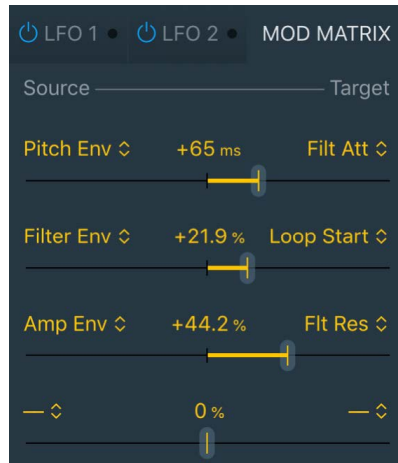 LFO 1 LFO 2 MOD MATRIX
Source Target
Pitch Env +65 ms Filt Att
Filter Env +21.9 % Loop Start
Amp Env +44.2 % Flt Res
— 0 % —